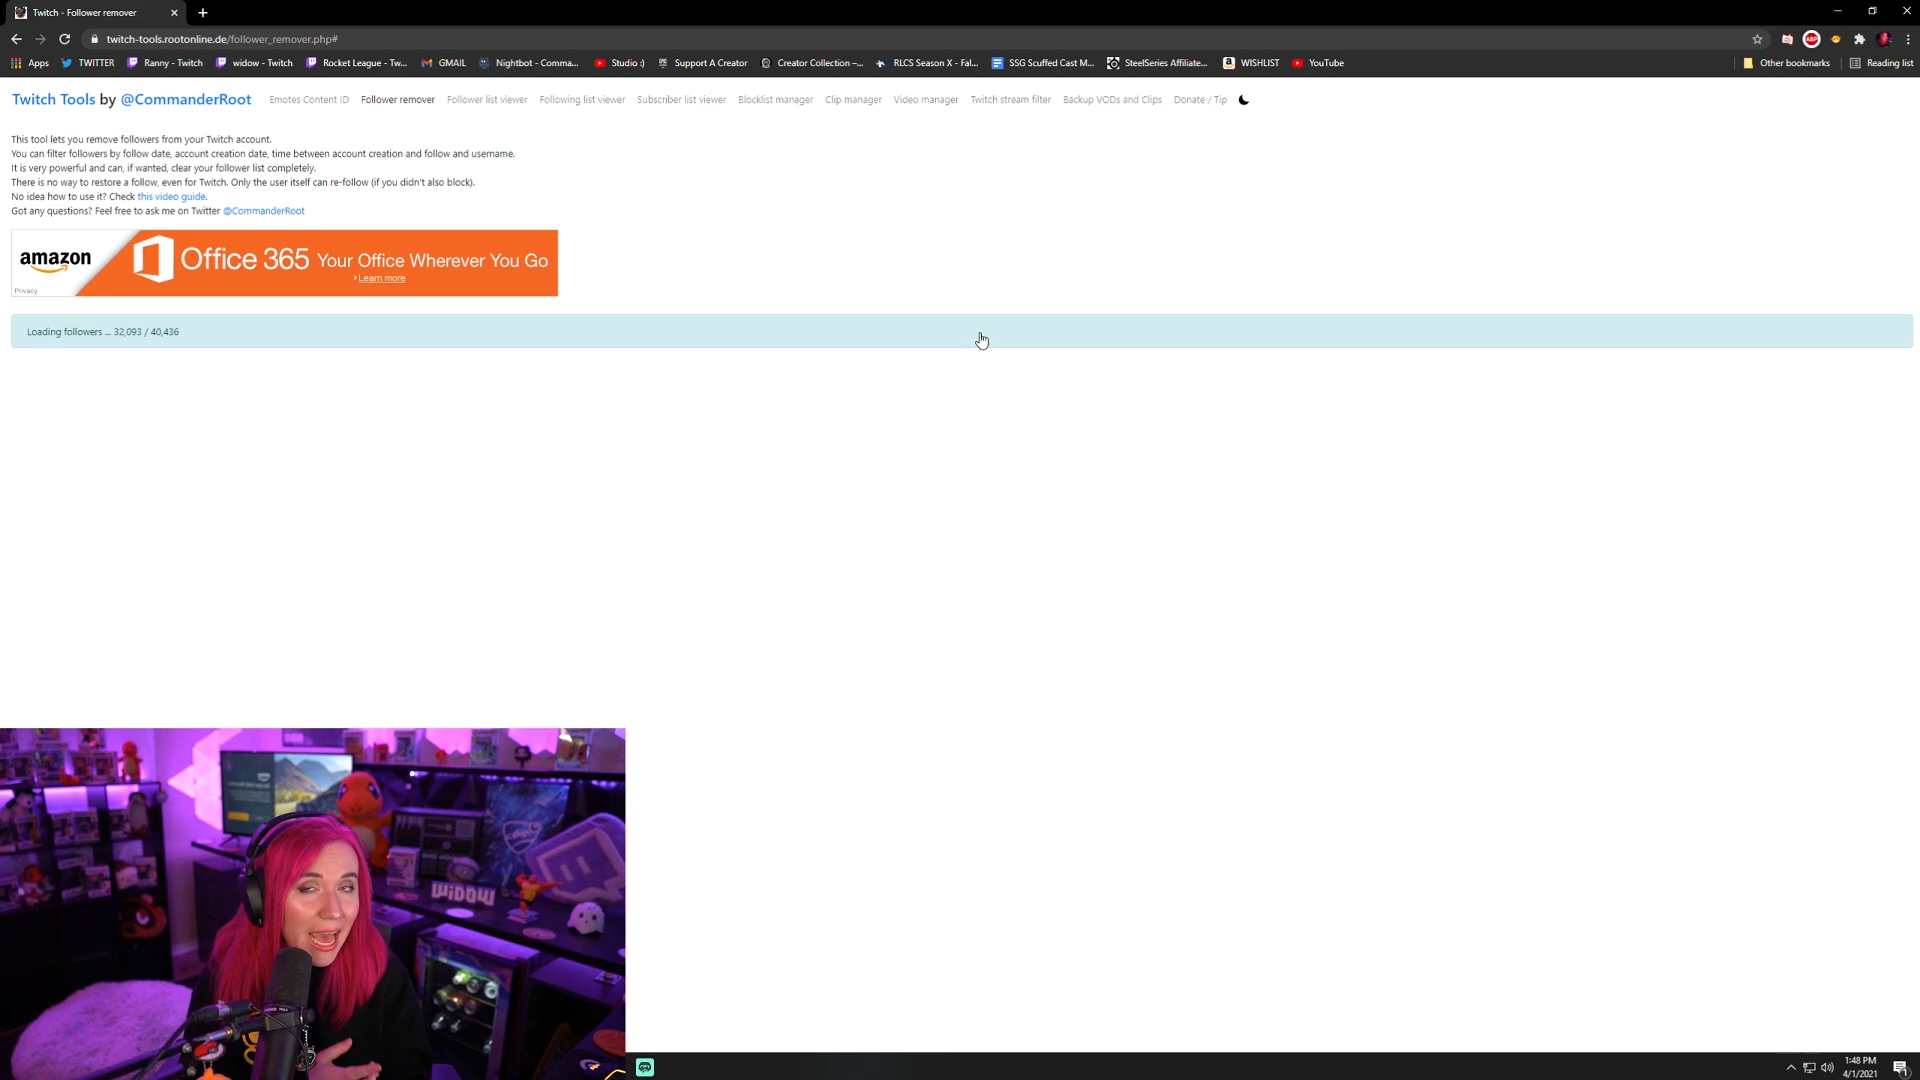 Twitch - Follower remover
twitch-tools.rootonline.de/follower_remover.php#
ABP
Apps TWITTER Ranny - Twitch widow - Twitch Rocket League - Tw... GMAIL Nightbot - Comma... Studio :) Support A Creator Creator Collection –... RLCS Season X - Fal... SSG Scuffed Cast M... SteelSeries Affiliate... WISHLIST YouTube Other bookmarks Reading list
Twitch Tools by @CommanderRoot Emotes Content ID Follower remover Follower list viewer Following list viewer Subscriber list viewer Blocklist manager Clip manager Video manager Twitch stream filter Backup VODs and Clips Donate / Tip
This tool lets you remove followers from your Twitch account.
You can filter followers by follow date, account creation date, time between account creation and follow and username.
It is very powerful and can, if wanted, clear your follower list completely.
There is no way to restore a follow, even for Twitch. Only the user itself can re-follow (if you didn't also block).
No idea how to use it? Check this video guide.
Got any questions? Feel free to ask me on Twitter @CommanderRoot
amazon Office 365 Your Office Wherever You Go
Learn more
Privacy
Loading followers ... 32,093 / 40,436
WIDOW
1:48 PM
4/1/2021